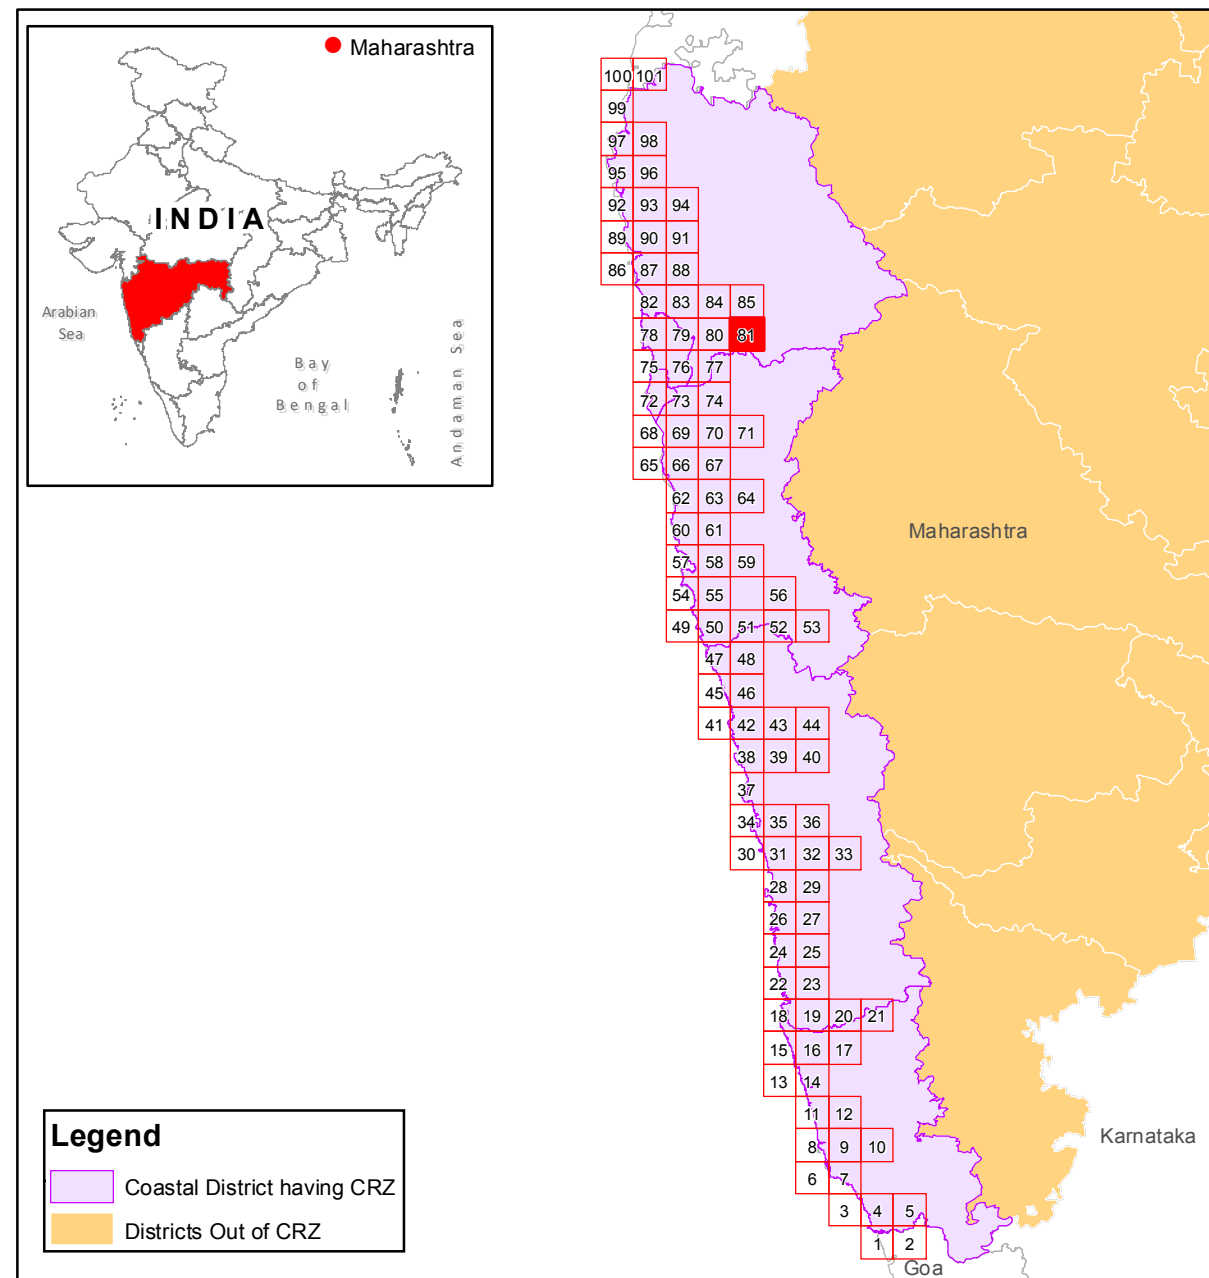 Maharashtra
INDIA
Arabian
Sea
Bay
of
Bengal
Andaman Sea
100 101
99
97 98
95 96
92 93 94
89 90 91
86 87 88
82 83 84 85
78 79 80 81
75 76 77
72 73 74
68 69 70 71
65 66 67
62 63 64
60 61
Maharashtra
57 58 59
54 55 56
49 50 51 52 53
47 48
45 46
41 42 43 44
38 39 40
37
34 35 36
30 31 32 33
28 29
26 27
24 25
22 23
18 19 20 21
15 16 17
13 14
11 12
8 9 10
Karnataka
6 7
3 4 5
1 2
Goa
Legend
Coastal District having CRZ
Districts Out of CRZ